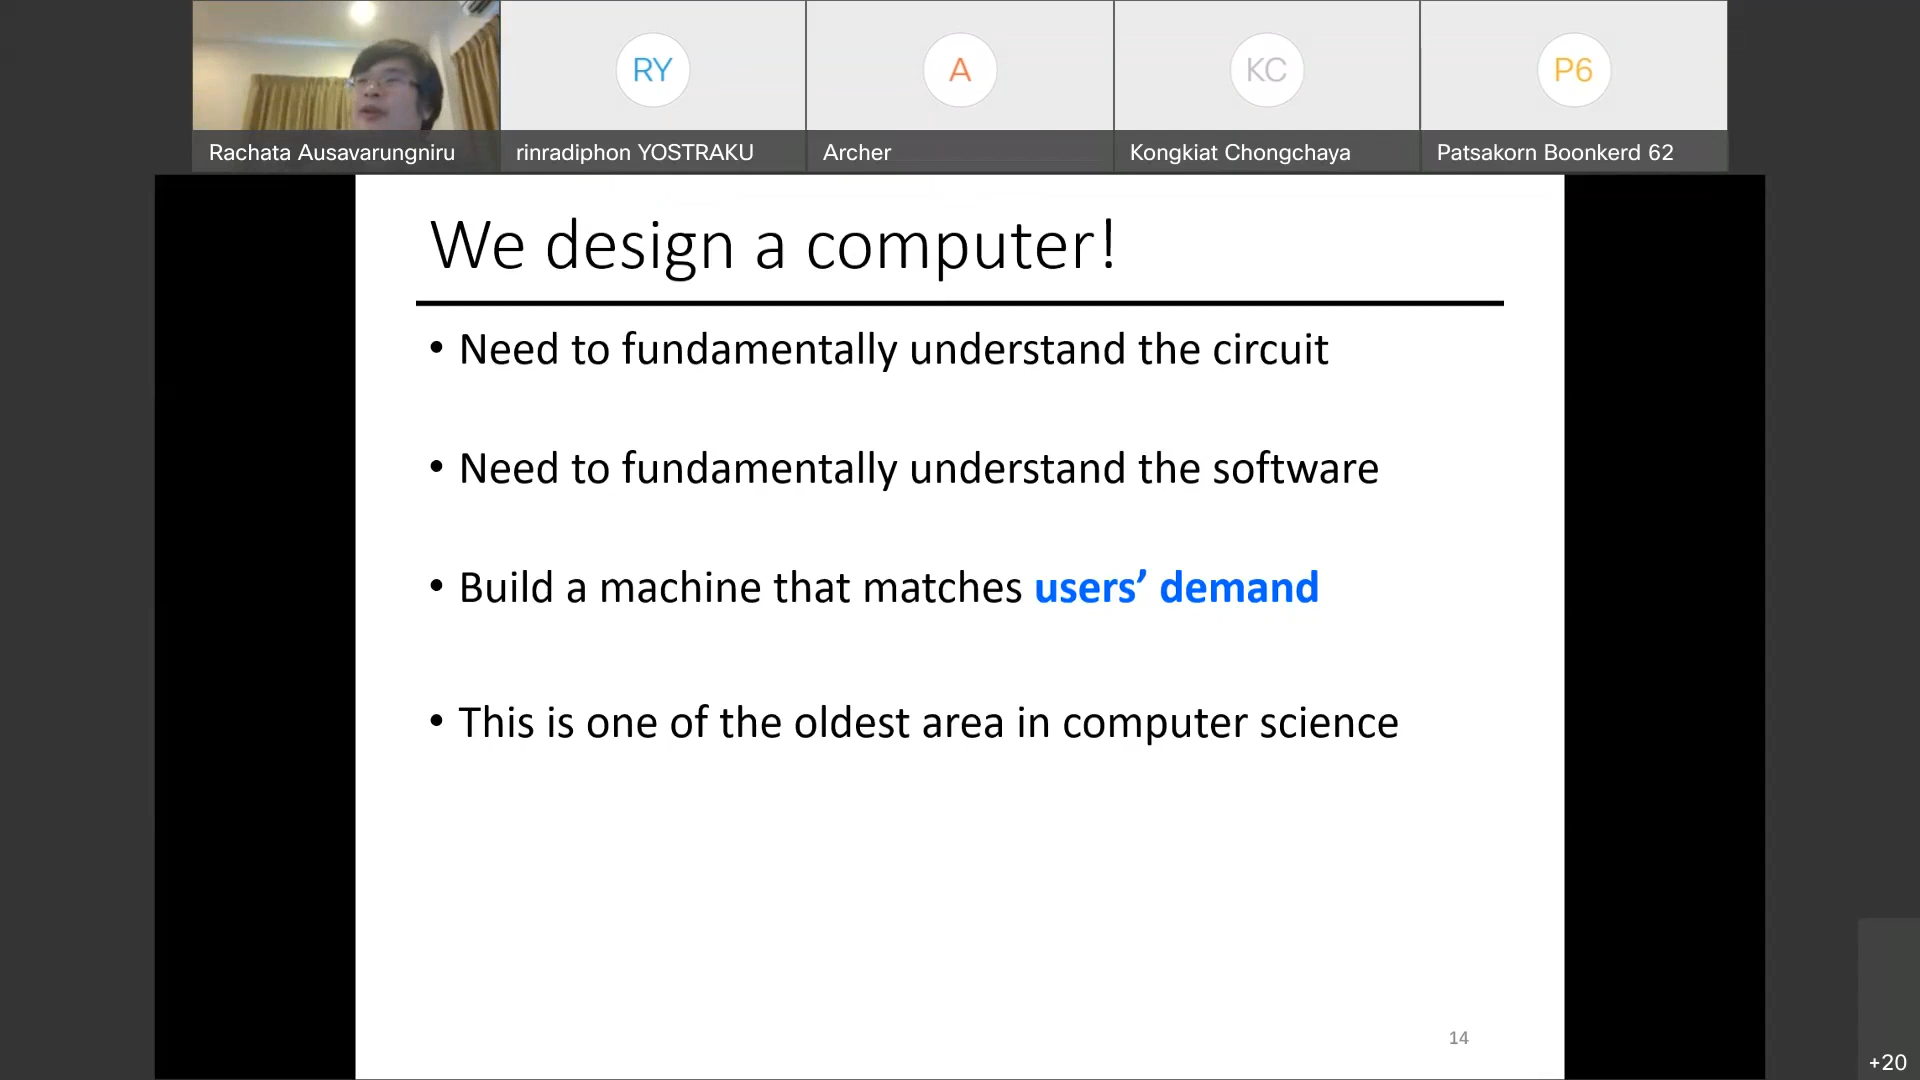 RY
A
KC
P6
Rachata Ausavarungniru
rinradiphon YOSTRAKU
Archer
Kongkiat Chongchaya
Patsakorn Boonkerd 62
We design a computer!
• Need to fundamentally understand the circuit
• Need to fundamentally understand the software
• Build a machine that matches users’ demand
• This is one of the oldest area in computer science
14
+20